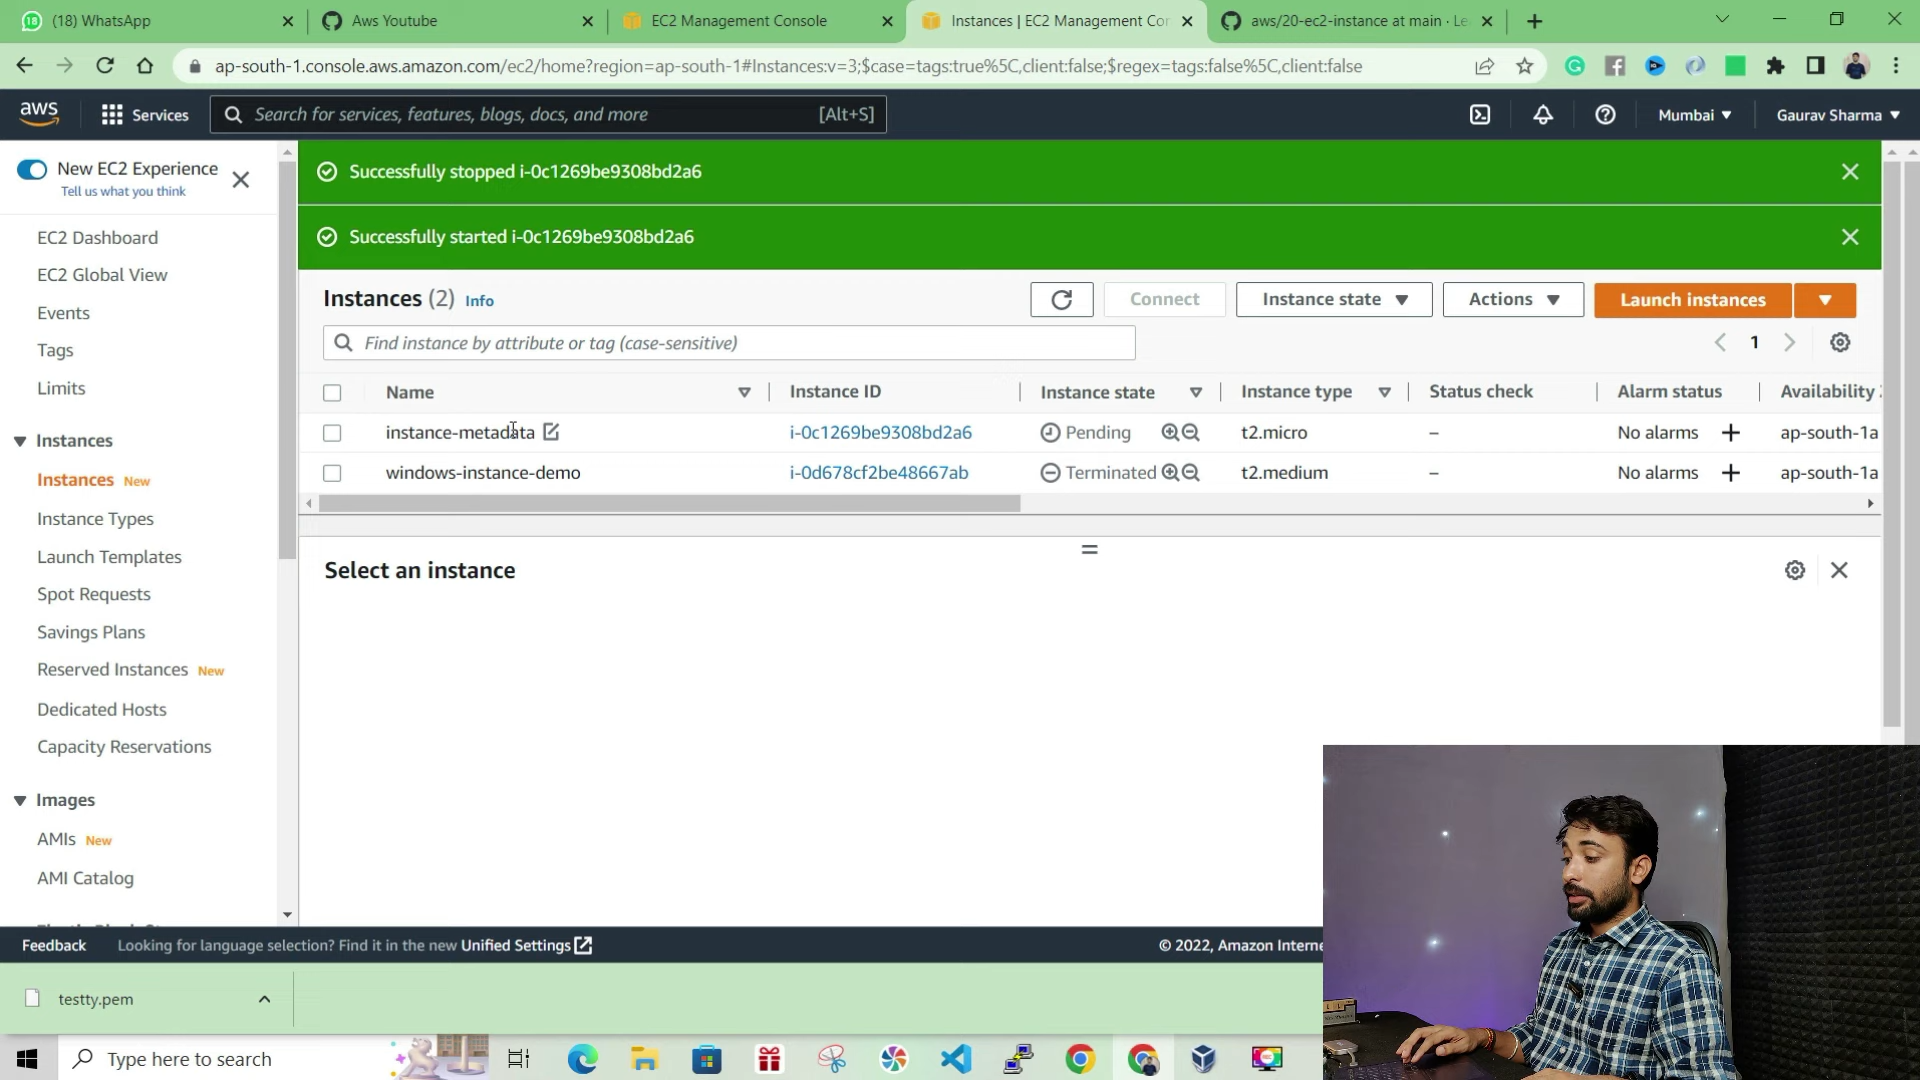 (18) WhatsApp
Aws Youtube
EC2 Management Console
Instances | EC2 Management Con
aws/20-ec2-instance at main · Le
ap-south-1.console.aws.amazon.com/ec2/home?region=ap-south-1#Instances:v=3;$case=tags:true%5C,client:false;$regex=tags:false%5C,client:false
aws
Services
Search for services, features, blogs, docs, and more
[Alt+S]
Mumbai
Gaurav Sharma
New EC2 Experience
Tell us what you think
EC2 Dashboard
EC2 Global View
Events
Tags
Limits
Instances
Instances New
Instance Types
Launch Templates
Spot Requests
Savings Plans
Reserved Instances New
Dedicated Hosts
Capacity Reservations
Images
AMIs New
AMI Catalog
Successfully stopped i-0c1269be9308bd2a6
Successfully started i-0c1269be9308bd2a6
Instances (2) Info
Connect
Instance state
Actions
Launch instances
Find instance by attribute or tag (case-sensitive)
1
Name Instance ID Instance state Instance type Status check Alarm status Availability
instance-metadata i-0c1269be9308bd2a6 Pending t2.micro – No alarms + ap-south-1a
windows-instance-demo i-0d678cf2be48667ab Terminated t2.medium – No alarms + ap-south-1a
Select an instance
Feedback
Looking for language selection? Find it in the new Unified Settings
© 2022, Amazon Interne
testty.pem
Type here to search